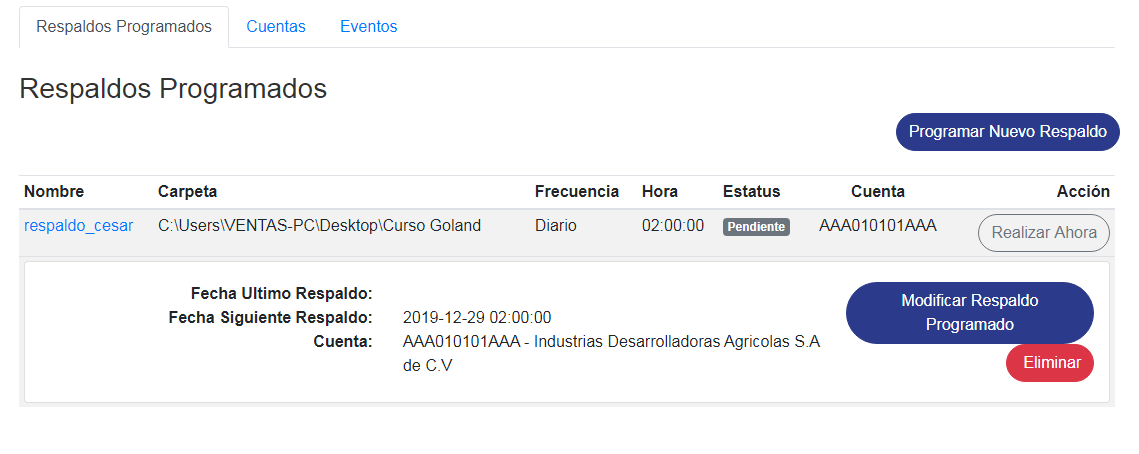 Respaldos Programados Cuentas Eventos
Respaldos Programados
Programar Nuevo Respaldo
Nombre Carpeta Frecuencia Hora Estatus Cuenta Acción
respaldo_cesar C:\Users\VENTAS-PC\Desktop\Curso Goland Diario 02:00:00 Pendiente AAA010101AAA Realizar Ahora
Fecha Ultimo Respaldo:
Fecha Siguiente Respaldo: 2019-12-29 02:00:00
Cuenta: AAA010101AAA - Industrias Desarrolladoras Agricolas S.A
de C.V
Modificar Respaldo
Programado
Eliminar